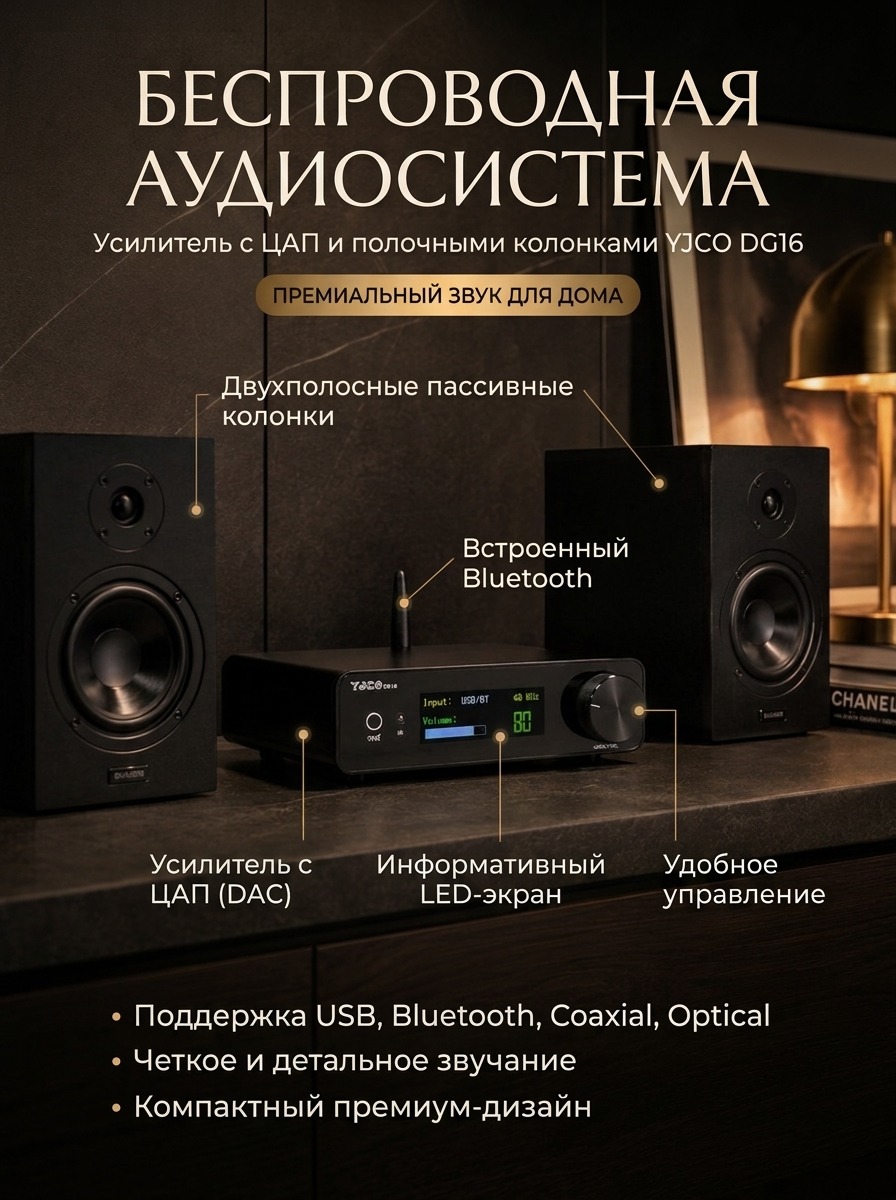 БЕСПРОВОДНАЯ
АУДИОСИСТЕМА
Усилитель с ЦАП и полочными колонками YJCO DG16
ПРЕМИАЛЬНЫЙ ЗВУК ДЛЯ ДОМА
Двухполосные пассивные
колонки
Встроенный
Bluetooth
YJCO
Input: USB/BT
Volume:
80
CHANEL
Усилитель с
ЦАП (DAC)
Информативный
LED-экран
Удобное
управление
• Поддержка USB, Bluetooth, Coaxial, Optical
• Четкое и детальное звучание
• Компактный премиум-дизайн